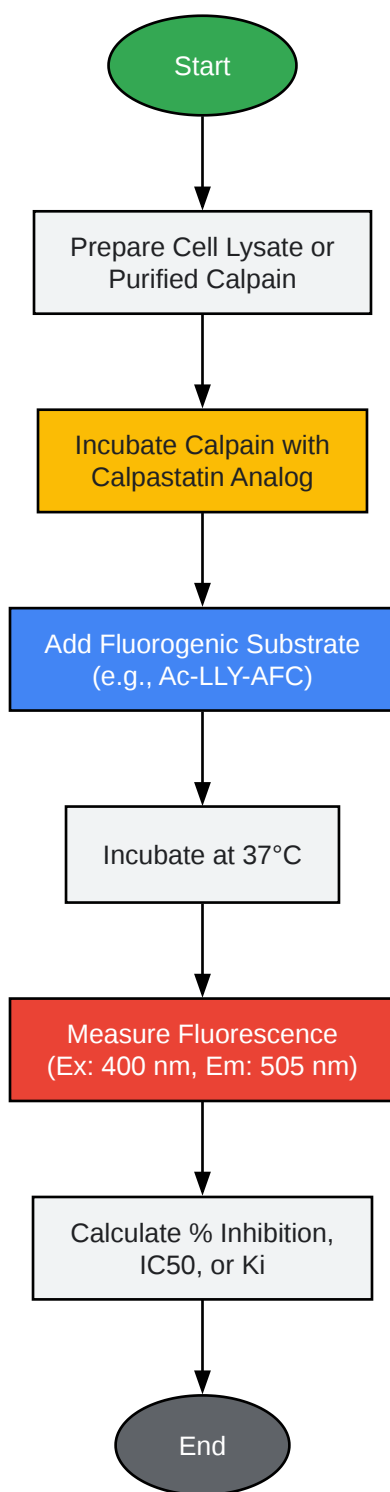 Start
Prepare Cell Lysate or
Purified Calpain
Incubate Calpain with
Calpastatin Analog
Add Fluorogenic Substrate
(e.g., Ac-LLY-AFC)
Incubate at 37°C
Measure Fluorescence
(Ex: 400 nm, Em: 505 nm)
Calculate % Inhibition,
IC50, or Ki
End